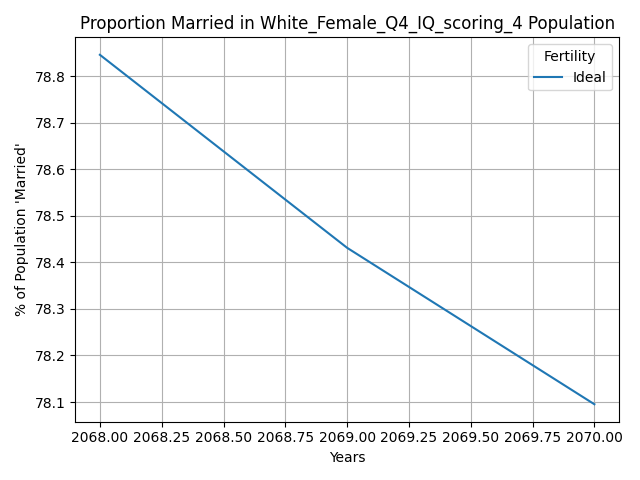 Proportion Married in White_Female_Q4_IQ_scoring_4 Population
Fertility
Ideal
78.8
78.7
78.6
78.5
78.4
78.3
78.2
78.1
% of Population 'Married'
2068.00 2068.25 2068.50 2068.75 2069.00 2069.25 2069.50 2069.75 2070.00
Years